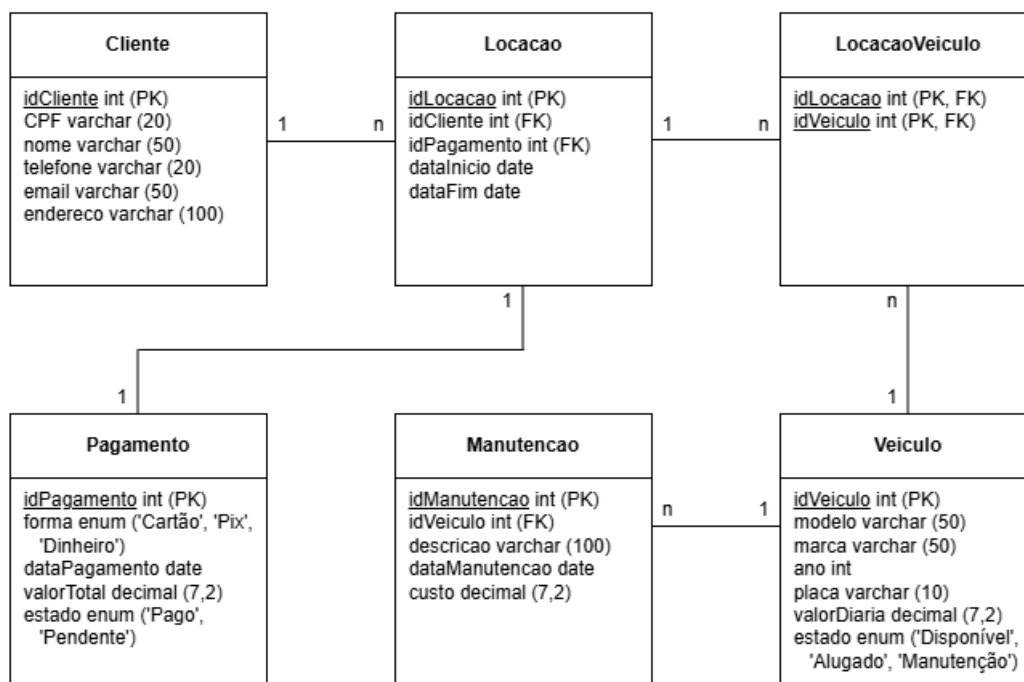 Cliente
idCliente int (PK)
CPF varchar (20)
nome varchar (50)
telefone varchar (20)
email varchar (50)
endereco varchar (100)
1
n
Locacao
idLocacao int (PK)
idCliente int (FK)
idPagamento int (FK)
dataInicio date
dataFim date
1
n
LocacaoVeiculo
idLocacao int (PK, FK)
idVeiculo int (PK, FK)
1
n
1
1
Pagamento
idPagamento int (PK)
forma enum ('Cartão', 'Pix',
'Dinheiro')
dataPagamento date
valorTotal decimal (7,2)
estado enum ('Pago',
'Pendente')
Manutencao
idManutencao int (PK)
idVeiculo int (FK)
descricao varchar (100)
dataManutencao date
custo decimal (7,2)
n
1
Veiculo
idVeiculo int (PK)
modelo varchar (50)
marca varchar (50)
ano int
placa varchar (10)
valorDiaria decimal (7,2)
estado enum ('Disponível',
'Alugado', 'Manutenção')